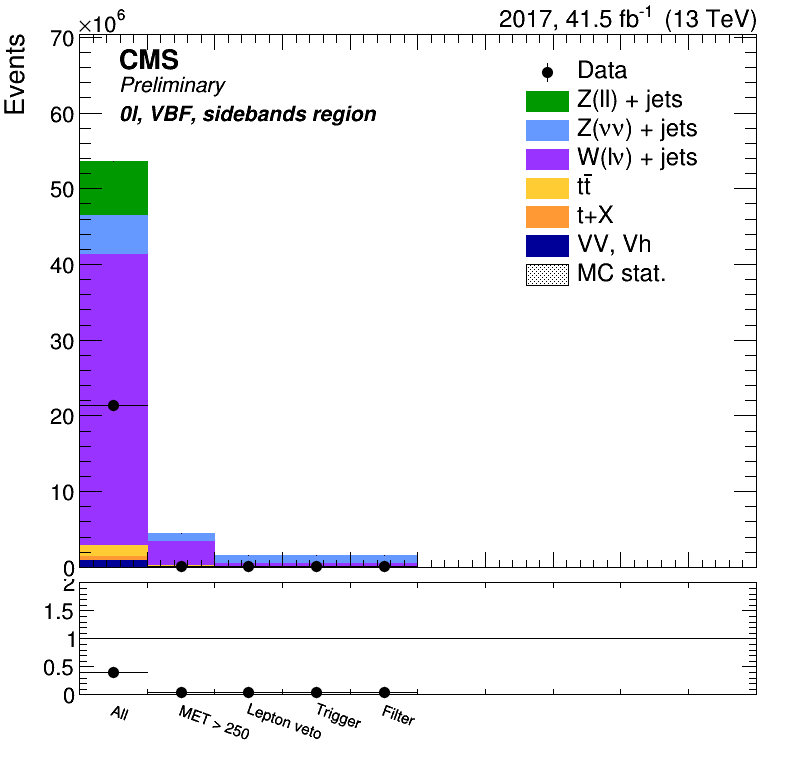 ×10⁶
2017, 41.5 fb⁻¹ (13 TeV)
Events
CMS
Preliminary
0l, VBF, sidebands region
Data
Z(ll) + jets
Z(νν) + jets
W(lν) + jets
tt̄
t+X
VV, Vh
MC stat.
70
60
50
40
30
20
10
0
2
1.5
1
0.5
0
All
MET > 250
Lepton veto
Trigger
Filter